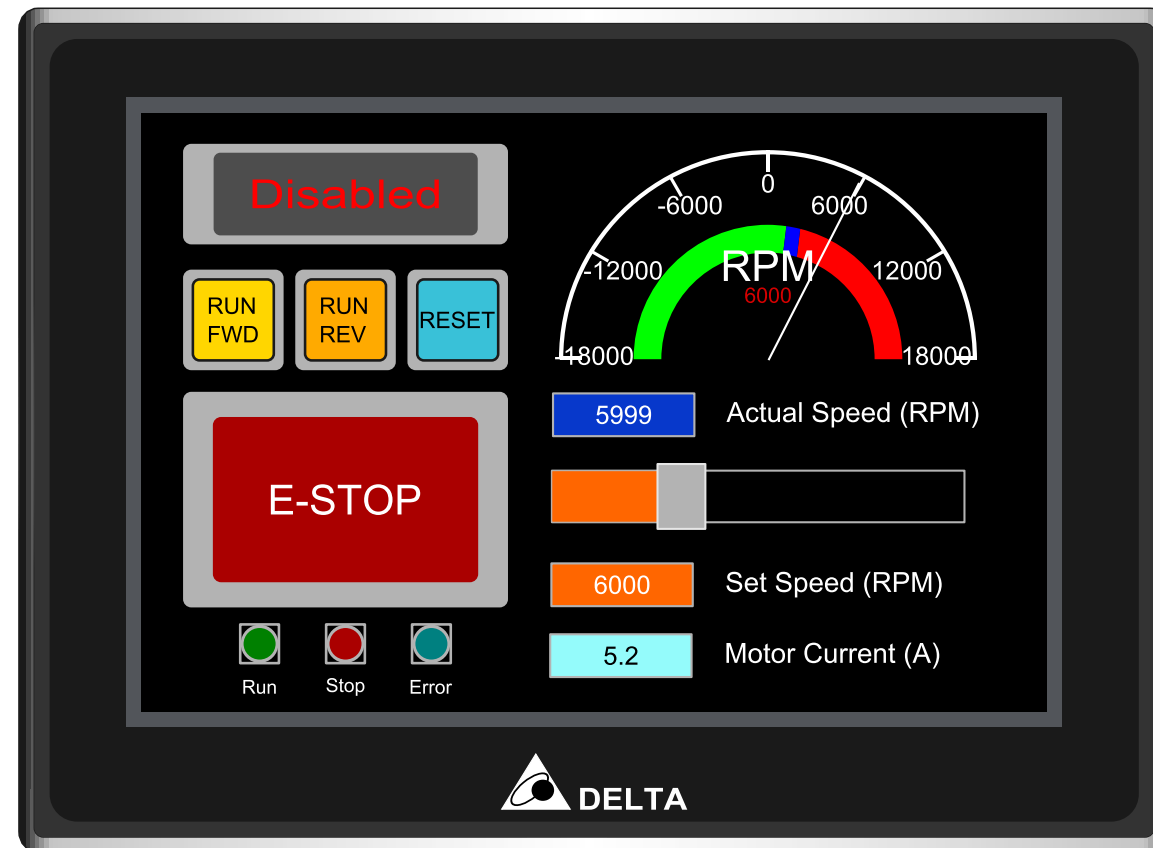 Disabled
RUN
FWD
RUN
REV
RESET
E-STOP
Run
Stop
Error
0
-6000
6000
-12000
12000
-18000
18000
RPM
6000
5999
Actual Speed (RPM)
6000
Set Speed (RPM)
5.2
Motor Current (A)
DELTA